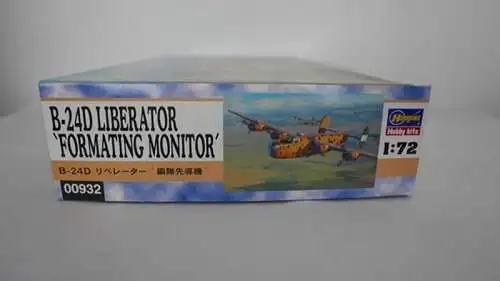 B-24D LIBERATOR
'FORMATING MONITOR'
B-24D リベレーター ʻ編隊先導機
00932
Hasegawa
Hobby kits
1:72